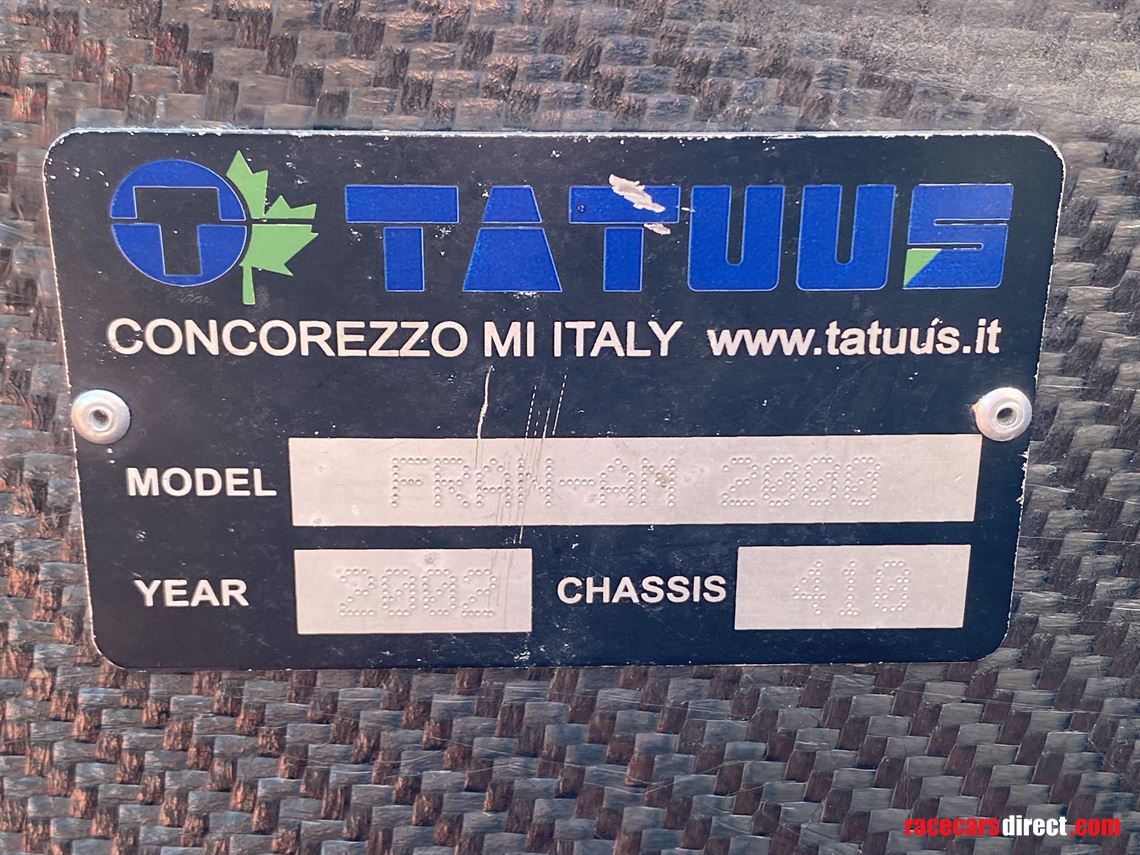 T TATUUS
CONCOREZZO MI ITALY www.tatuus.it
MODEL FRAN-AM 2000
YEAR 2002 CHASSIS 410
racecarsdirect.com